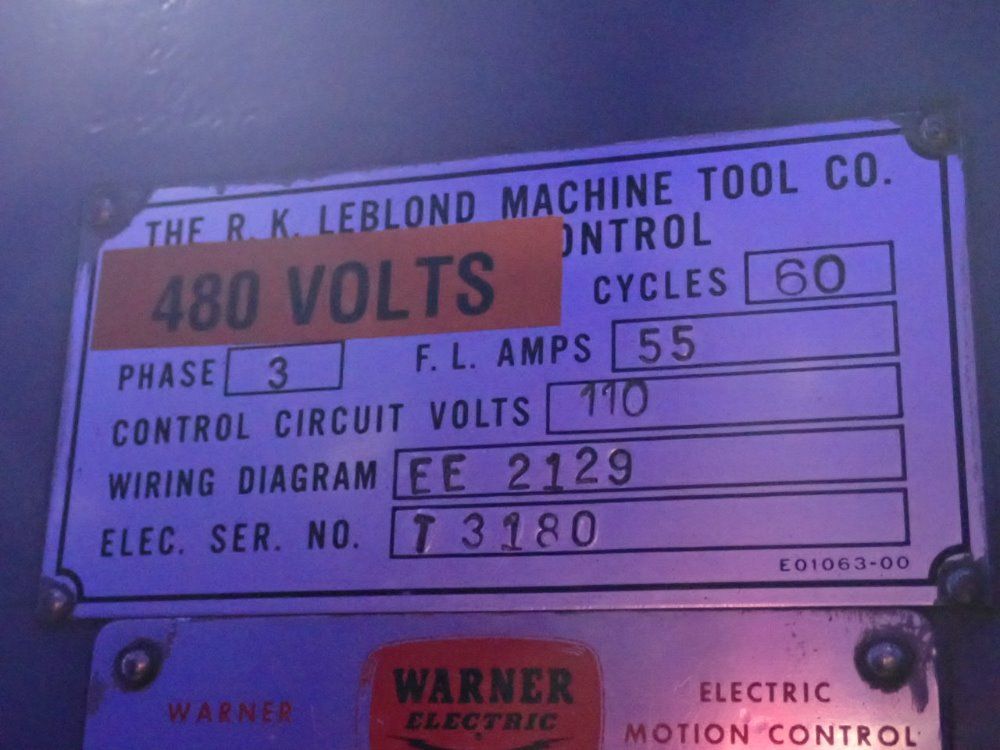 THE R. K. LEBLOND MACHINE TOOL CO.
480 VOLTS
CYCLES 60
PHASE 3 F. L. AMPS 55
CONTROL CIRCUIT VOLTS 110
WIRING DIAGRAM EE 2129
ELEC. SER. NO. T 3180
E01063-00
WARNER
WARNER
ELECTRIC
ELECTRIC
MOTION CONTROL